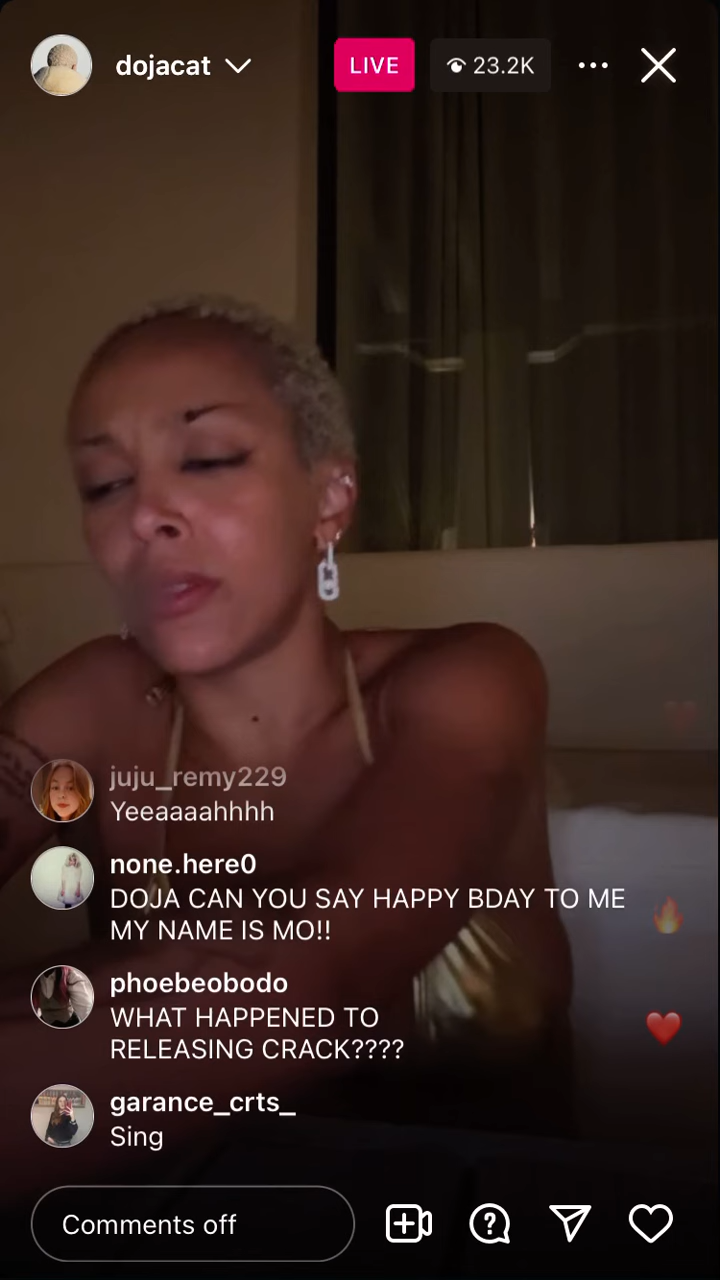 dojacat
LIVE
23.2K
juju_remy229
Yeeaaaahhhh
none.here0
DOJA CAN YOU SAY HAPPY BDAY TO ME
MY NAME IS MO!!
phoebeobodo
WHAT HAPPENED TO
RELEASING CRACK????
garance_crts_
Sing
Comments off